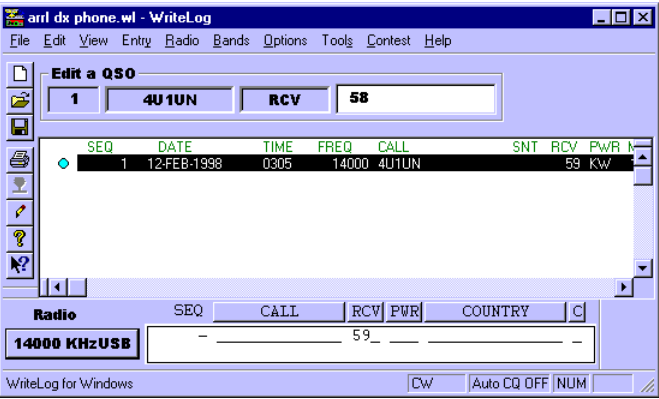 arrl dx phone.wl - WriteLog
File Edit View Entry Radio Bands Options Tools Contest Help
Edit a QSO
1 4U1UN RCV 58
SEQ DATE TIME FREQ CALL SNT RCV PWR
1 12-FEB-1998 0305 14000 4U1UN 59 KW
Radio SEQ CALL RCV PWR COUNTRY C
14000 KHzUSB 59
WriteLog for Windows CW Auto CQ OFF NUM